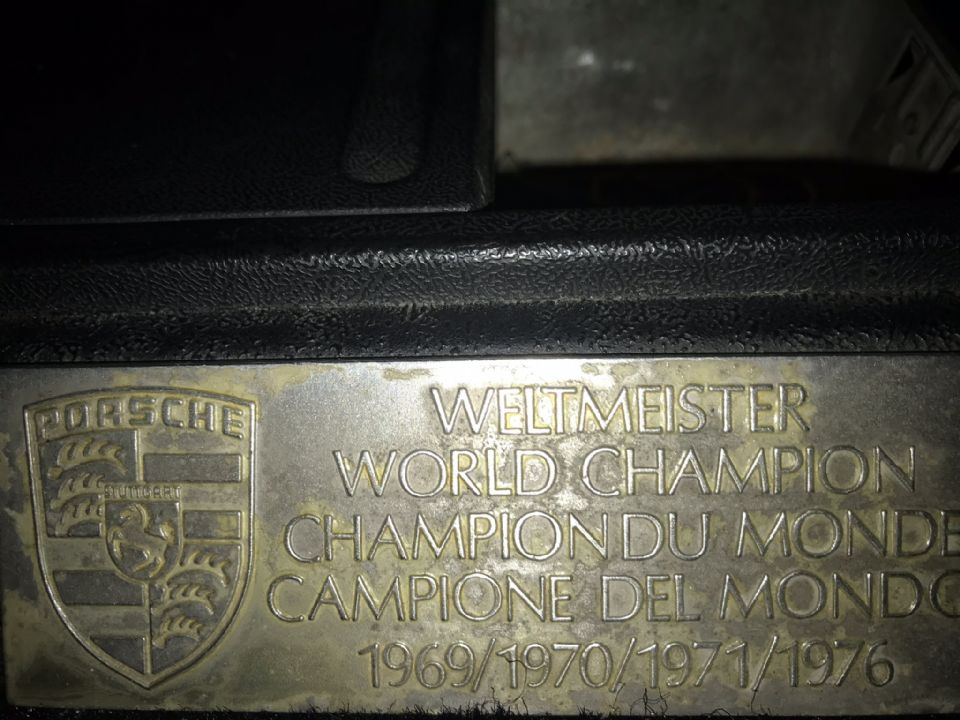 PORSCHE
STUTTGART
WELTMEISTER
WORLD CHAMPION
CHAMPION DU MONDE
CAMPIONE DEL MONDO
1969/1970/1971/1976